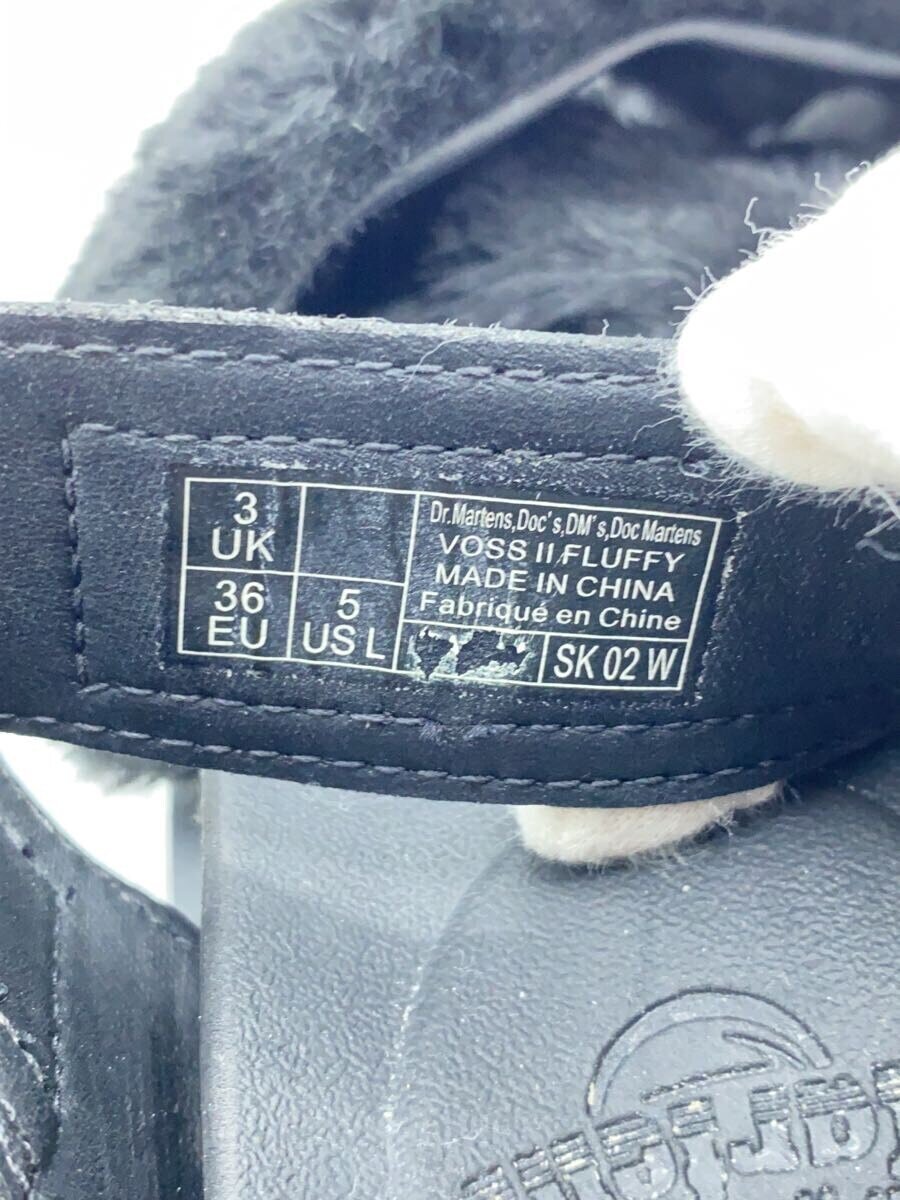 3
UK
36
EU
5
US L
Dr.Martens,Doc's,DM's,Doc Martens
VOSS II FLUFFY
MADE IN CHINA
Fabriqué en Chine
SK 02 W